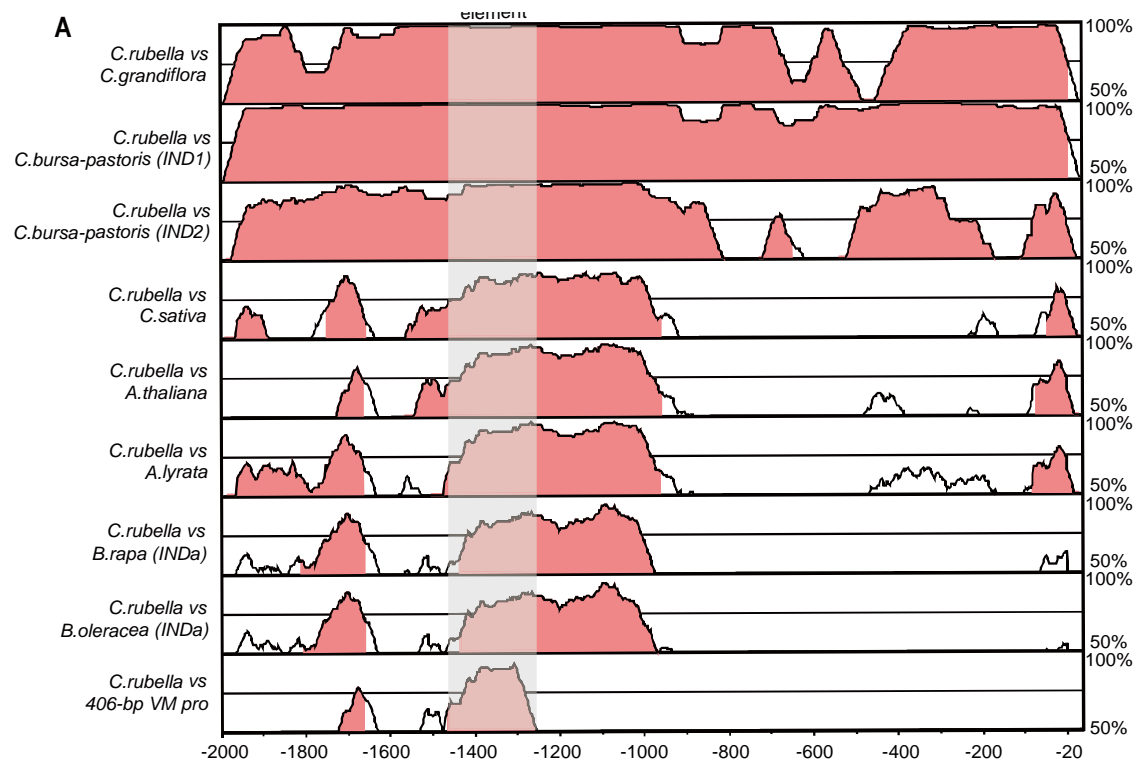 element
A
100%
C.rubella vs
C.grandiflora
50%
100%
C.rubella vs
C.bursa-pastoris (IND1)
50%
100%
C.rubella vs
C.bursa-pastoris (IND2)
50%
100%
C.rubella vs
C.sativa
50%
100%
C.rubella vs
A.thaliana
50%
100%
C.rubella vs
A.lyrata
50%
100%
C.rubella vs
B.rapa (INDa)
50%
100%
C.rubella vs
B.oleracea (INDa)
50%
100%
C.rubella vs
406-bp VM pro
50%
-2000 -1800 -1600 -1400 -1200 -1000 -800 -600 -400 -200 -20